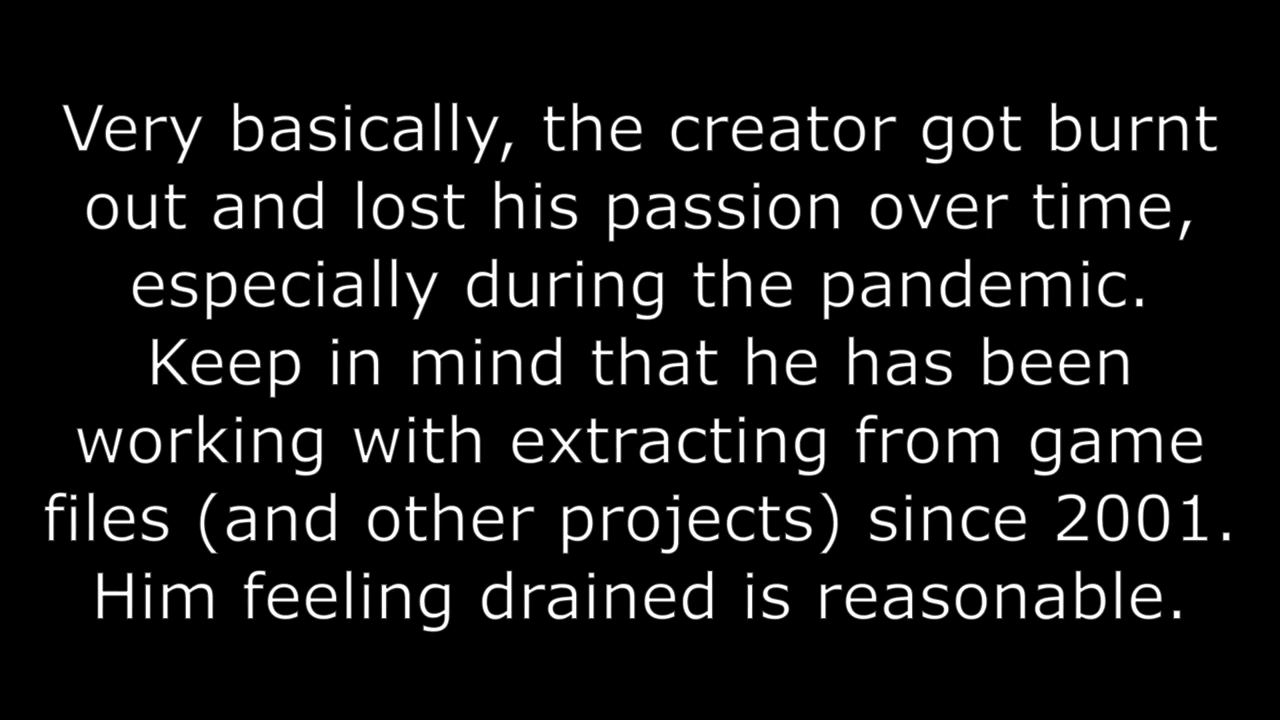 Very basically, the creator got burnt
out and lost his passion over time,
especially during the pandemic.
Keep in mind that he has been
working with extracting from game
files (and other projects) since 2001.
Him feeling drained is reasonable.